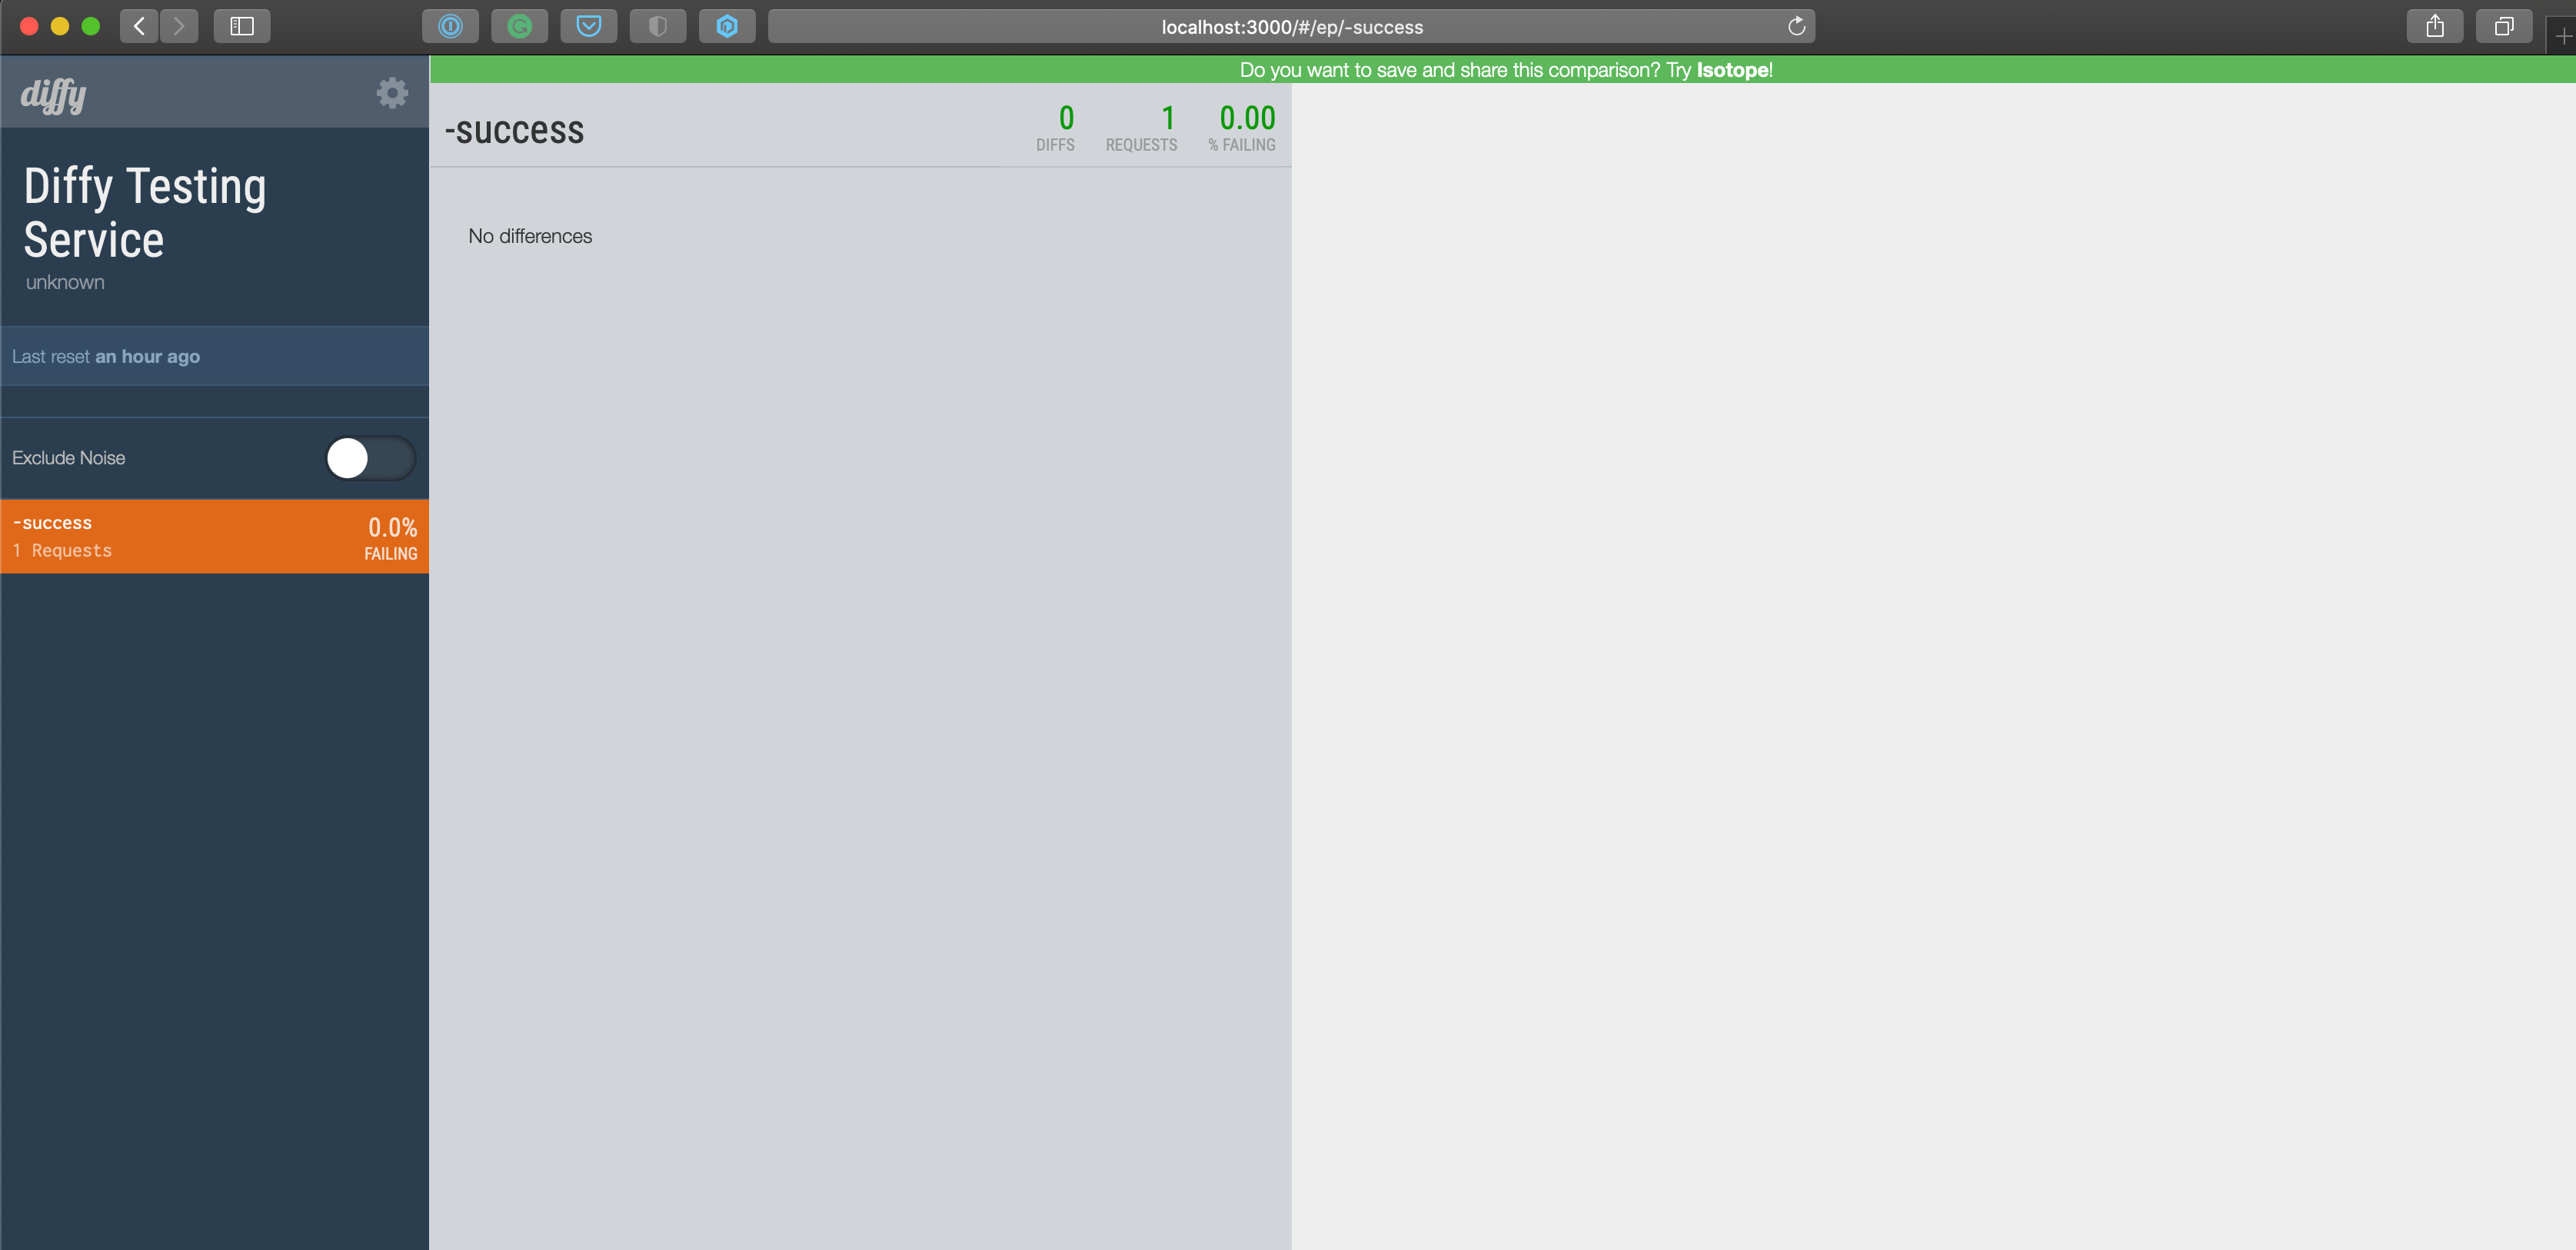 localhost:3000/#/ep/-success
Do you want to save and share this comparison? Try Isotope!
diffy
Diffy Testing
Service
unknown
Last reset an hour ago
Exclude Noise
-success
1 Requests
0.0%
FAILING
-success
0
DIFFS
1
REQUESTS
0.00
% FAILING
No differences